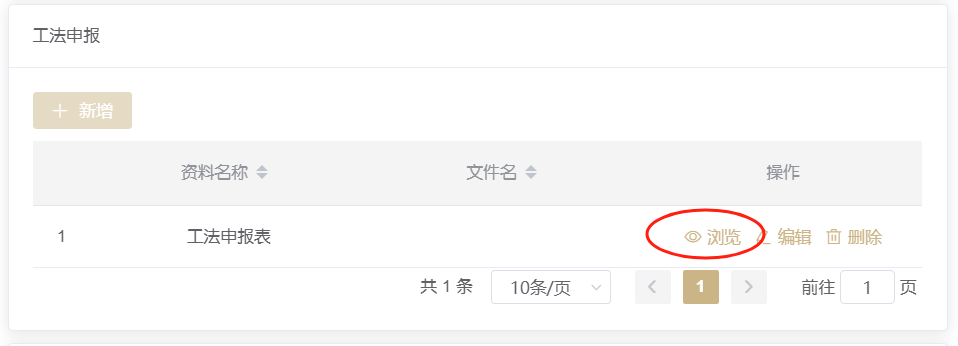 工法申报
新增
资料名称 文件名 操作
1 工法申报表 浏览 编辑 删除
共 1 条 10条/页 1 前往 1 页